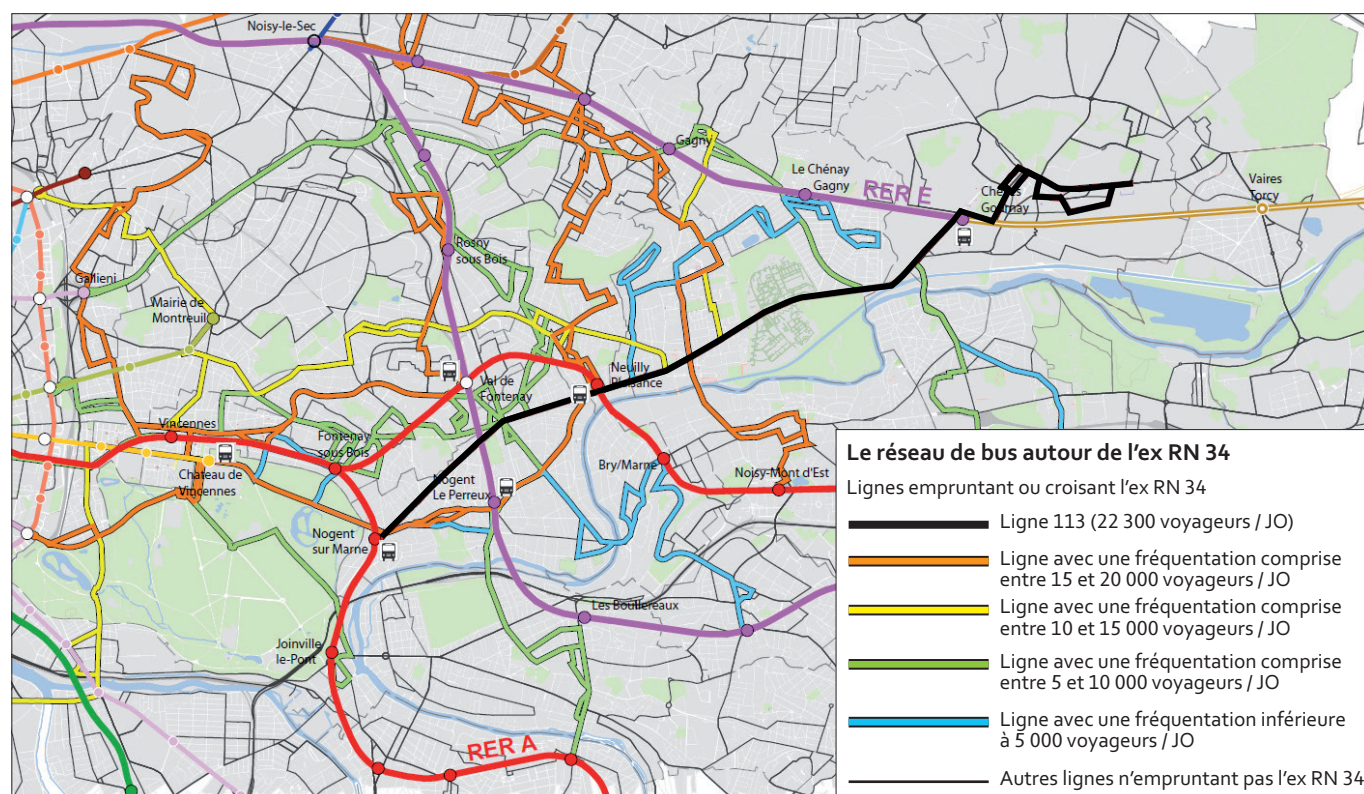 Noisy-le-Sec
Gagny
Le Chénay
Gagny
RER E
Chelles
Gournay
Vaires
Torcy
Rosny
sous Bois
Gallieni
Mairie de
Montreuil
Val de
Fontenay
Neuilly
Plaisance
Vincennes
Fontenay
sous Bois
Chateau de
Vincennes
Bry/Marne
Noisy-Mont d'Est
Nogent
Le Perreux
Nogent
sur Marne
Les Boullereaux
Joinville
le-Pont
RER A
Le réseau de bus autour de l'ex RN 34
Lignes empruntant ou croisant l'ex RN 34
Ligne 113 (22 300 voyageurs / JO)
Ligne avec une fréquentation comprise
entre 15 et 20 000 voyageurs / JO
Ligne avec une fréquentation comprise
entre 10 et 15 000 voyageurs / JO
Ligne avec une fréquentation comprise
entre 5 et 10 000 voyageurs / JO
Ligne avec une fréquentation inférieure
à 5 000 voyageurs / JO
Autres lignes n'empruntant pas l'ex RN 34